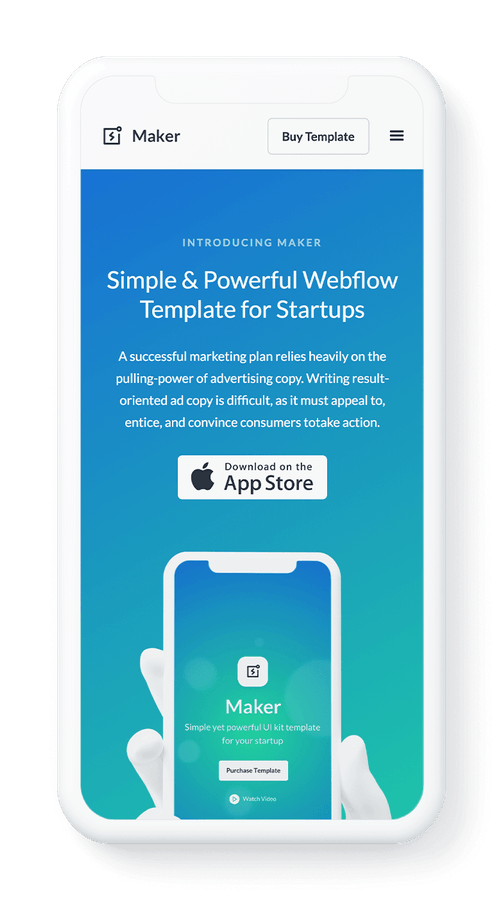 Maker
Buy Template
INTRODUCING MAKER
Simple & Powerful Webflow
Template for Startups
A successful marketing plan relies heavily on the
pulling-power of advertising copy. Writing result-
oriented ad copy is difficult, as it must appeal to,
entice, and convince consumers totake action.
Download on the
App Store
Maker
Simple yet powerful UI kit template
for your startup
Purchase Template
Watch Video